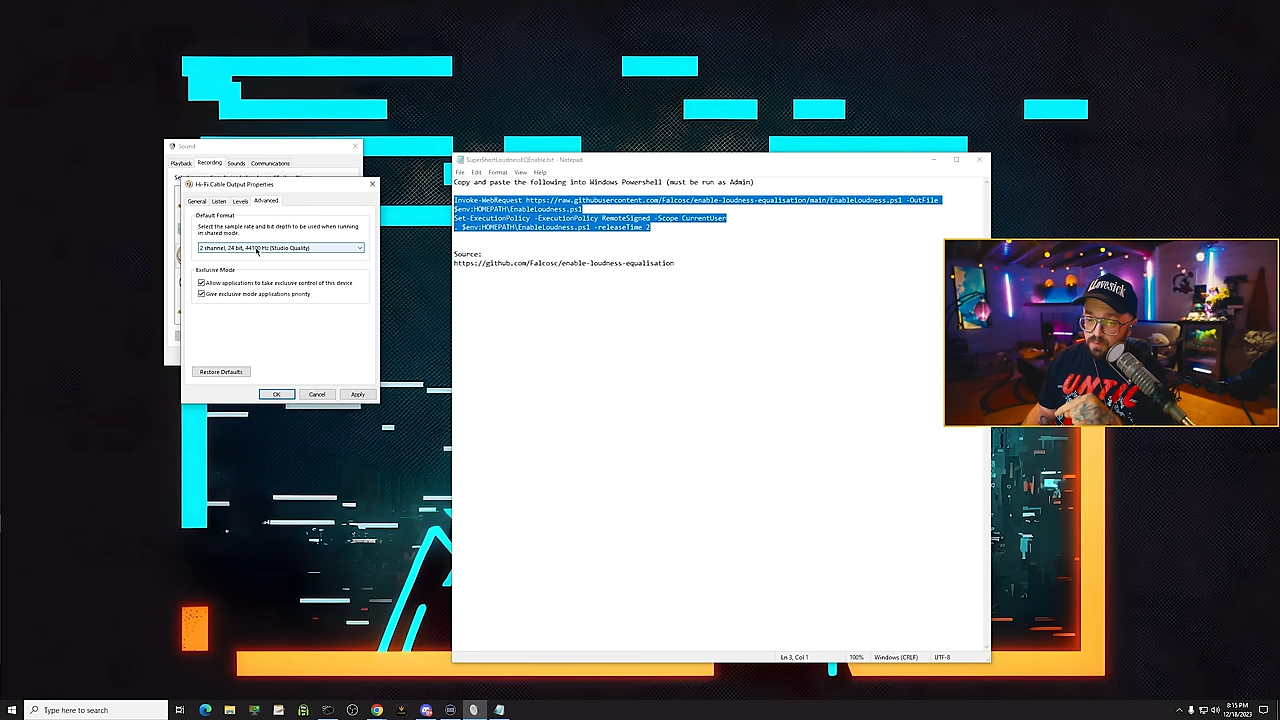 Sound
Playback
Recording
Sounds
Communications
Hi-Fi Cable Output Properties
General
Listen
Levels
Advanced
Default Format
Select the sample rate and bit depth to be used when running
in shared mode.
2 channel, 24 bit, 44100 Hz (Studio Quality)
Exclusive Mode
Allow applications to take exclusive control of this device
Give exclusive mode applications priority
Restore Defaults
OK
Cancel
Apply
SuperShortLoudnessEQEnable.txt - Notepad
File
Edit
Format
View
Help
Copy and paste the following into Windows Powershell (must be run as Admin)
Invoke-WebRequest https://raw.githubusercontent.com/Falcosc/enable-loudness-equalisation/main/EnableLoudness.ps1 -OutFile
$env:HOMEPATH\EnableLoudness.ps1
Set-ExecutionPolicy -ExecutionPolicy RemoteSigned -Scope CurrentUser
. $env:HOMEPATH\EnableLoudness.ps1 -releaseTime 2
Source:
https://github.com/Falcosc/enable-loudness-equalisation
Ln 3, Col 1
100%
Windows (CRLF)
UTF-8
lovesick
UNTIL
Type here to search
8:15 PM
12/18/2023